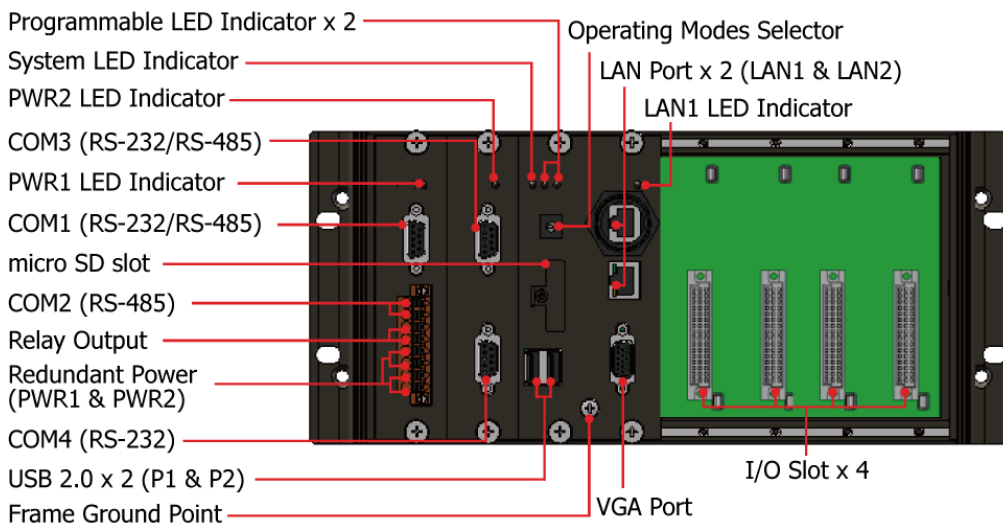 Programmable LED Indicator x 2
System LED Indicator
PWR2 LED Indicator
COM3 (RS-232/RS-485)
PWR1 LED Indicator
COM1 (RS-232/RS-485)
micro SD slot
COM2 (RS-485)
Relay Output
Redundant Power
(PWR1 & PWR2)
COM4 (RS-232)
USB 2.0 x 2 (P1 & P2)
Frame Ground Point
Operating Modes Selector
LAN Port x 2 (LAN1 & LAN2)
LAN1 LED Indicator
I/O Slot x 4
VGA Port